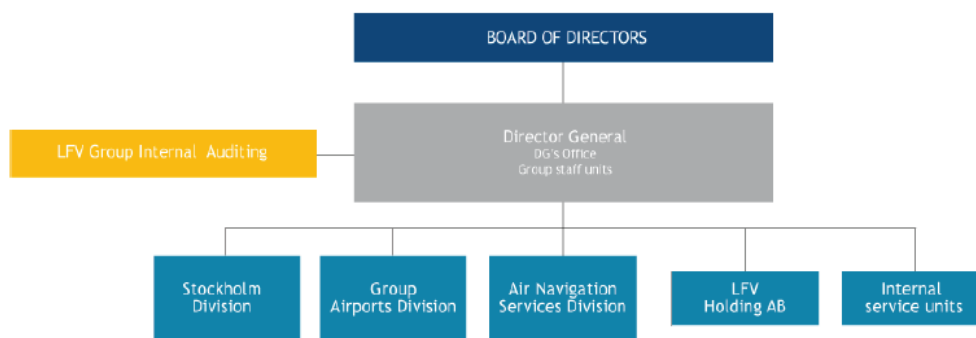 BOARD OF DIRECTORS
LFV Group Internal Auditing
Director General
DG's Office
Group staff units
Stockholm
Division
Group
Airports Division
Air Navigation
Services Division
LFV
Holding AB
Internal
service units